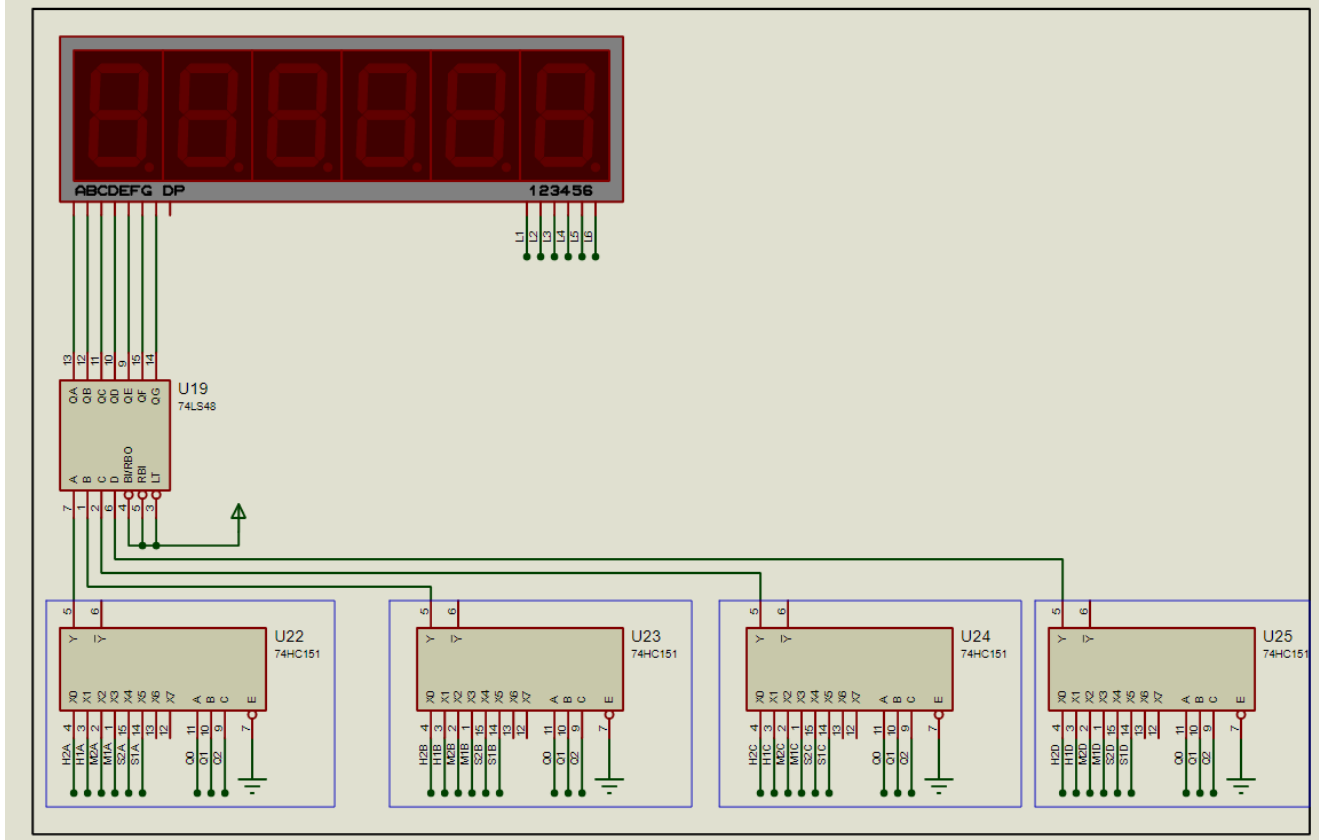 ABCDEFG DP
123456
L1
L2
L3
L4
L5
L6
13
12
11
10
9
15
14
QA
QB
QC
QD
QE
QF
QG
U19
74LS48
A
B
C
D
BI/RBO
RBI
LT
7
1
2
6
4
5
3
5
6
Y
Y
U22
74HC151
X0
X1
X2
X3
X4
X5
X6
X7
A
B
C
E
4
3
2
1
15
14
13
12
11
10
9
7
H2A
H1A
M2A
M1A
S2A
S1A
Q0
Q1
Q2
5
6
Y
Y
U23
74HC151
X0
X1
X2
X3
X4
X5
X6
X7
A
B
C
E
4
3
2
1
15
14
13
12
11
10
9
7
H2B
H1B
M2B
M1B
S2B
S1B
Q0
Q1
Q2
5
6
Y
Y
U24
74HC151
X0
X1
X2
X3
X4
X5
X6
X7
A
B
C
E
4
3
2
1
15
14
13
12
11
10
9
7
H2C
H1C
M2C
M1C
S2C
S1C
Q0
Q1
Q2
5
6
Y
Y
U25
74HC151
X0
X1
X2
X3
X4
X5
X6
X7
A
B
C
E
4
3
2
1
15
14
13
12
11
10
9
7
H2D
H1D
M2D
M1D
S2D
S1D
Q0
Q1
Q2